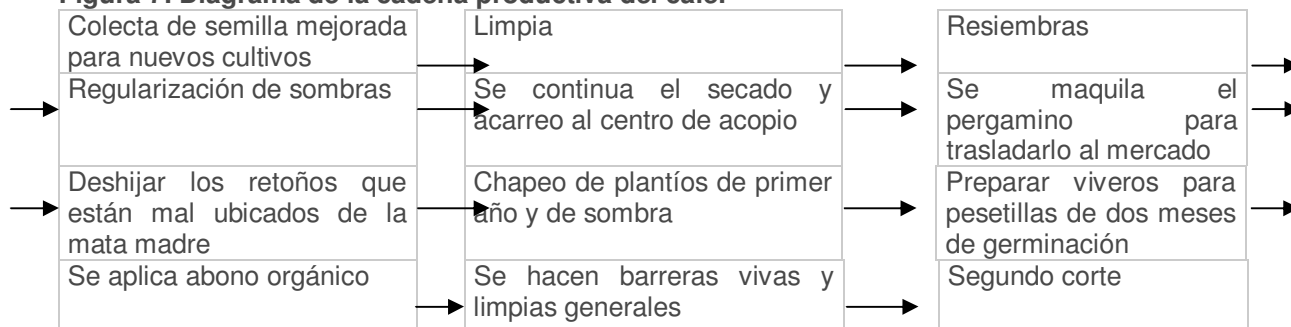 Figura 7. Diagrama de la cadena productiva del café.
Colecta de semilla mejorada
para nuevos cultivos
Limpia
Resiembras
Regularización de sombras
Se continua el secado y
acarreo al centro de acopio
Se maquila el
pergamino para
trasladarlo al mercado
Deshijar los retoños que
están mal ubicados de la
mata madre
Chapeo de plantíos de primer
año y de sombra
Preparar viveros para
pesetillas de dos meses
de germinación
Se aplica abono orgánico
Se hacen barreras vivas y
limpias generales
Segundo corte